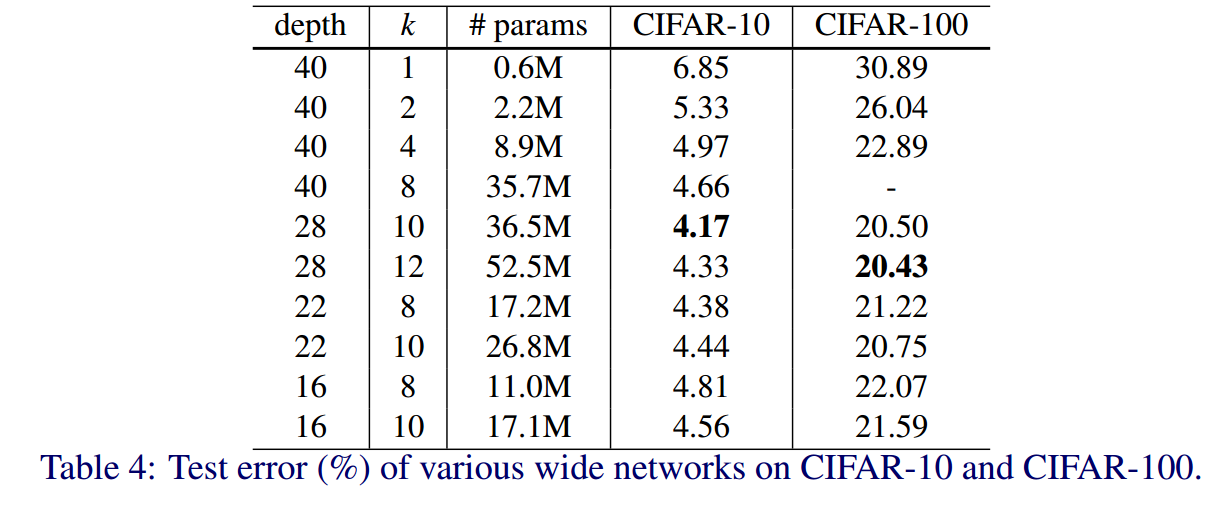 depth k # params CIFAR-10 CIFAR-100
40 1 0.6M 6.85 30.89
40 2 2.2M 5.33 26.04
40 4 8.9M 4.97 22.89
40 8 35.7M 4.66 -
28 10 36.5M 4.17 20.50
28 12 52.5M 4.33 20.43
22 8 17.2M 4.38 21.22
22 10 26.8M 4.44 20.75
16 8 11.0M 4.81 22.07
16 10 17.1M 4.56 21.59
Table 4: Test error (%) of various wide networks on CIFAR-10 and CIFAR-100.